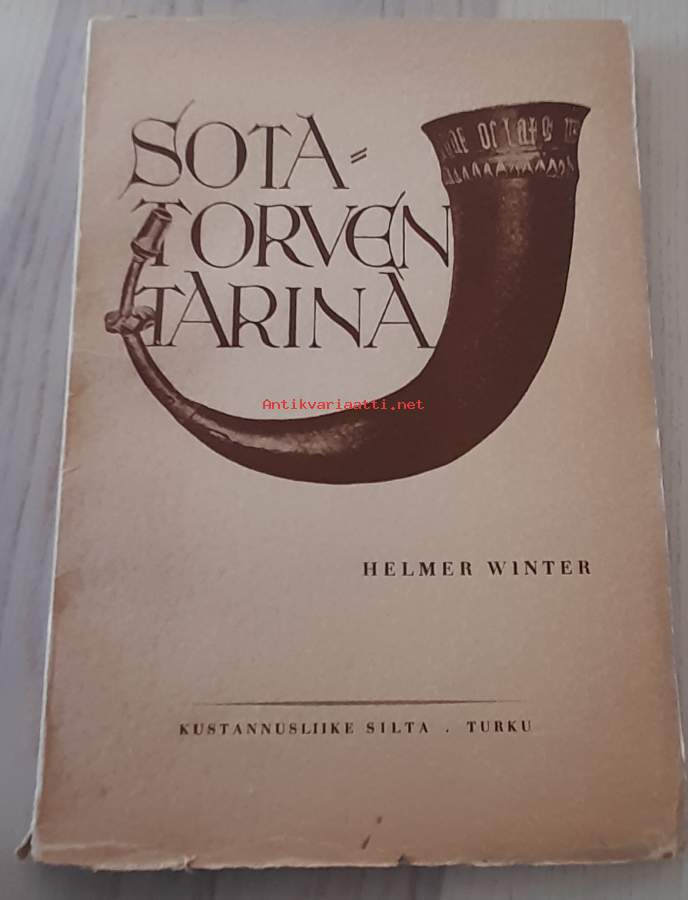 SOTA=
TORVEN
TARINA
Antikvariaatti.net
HELMER WINTER
KUSTANNUSLIIKE SILTA . TURKU